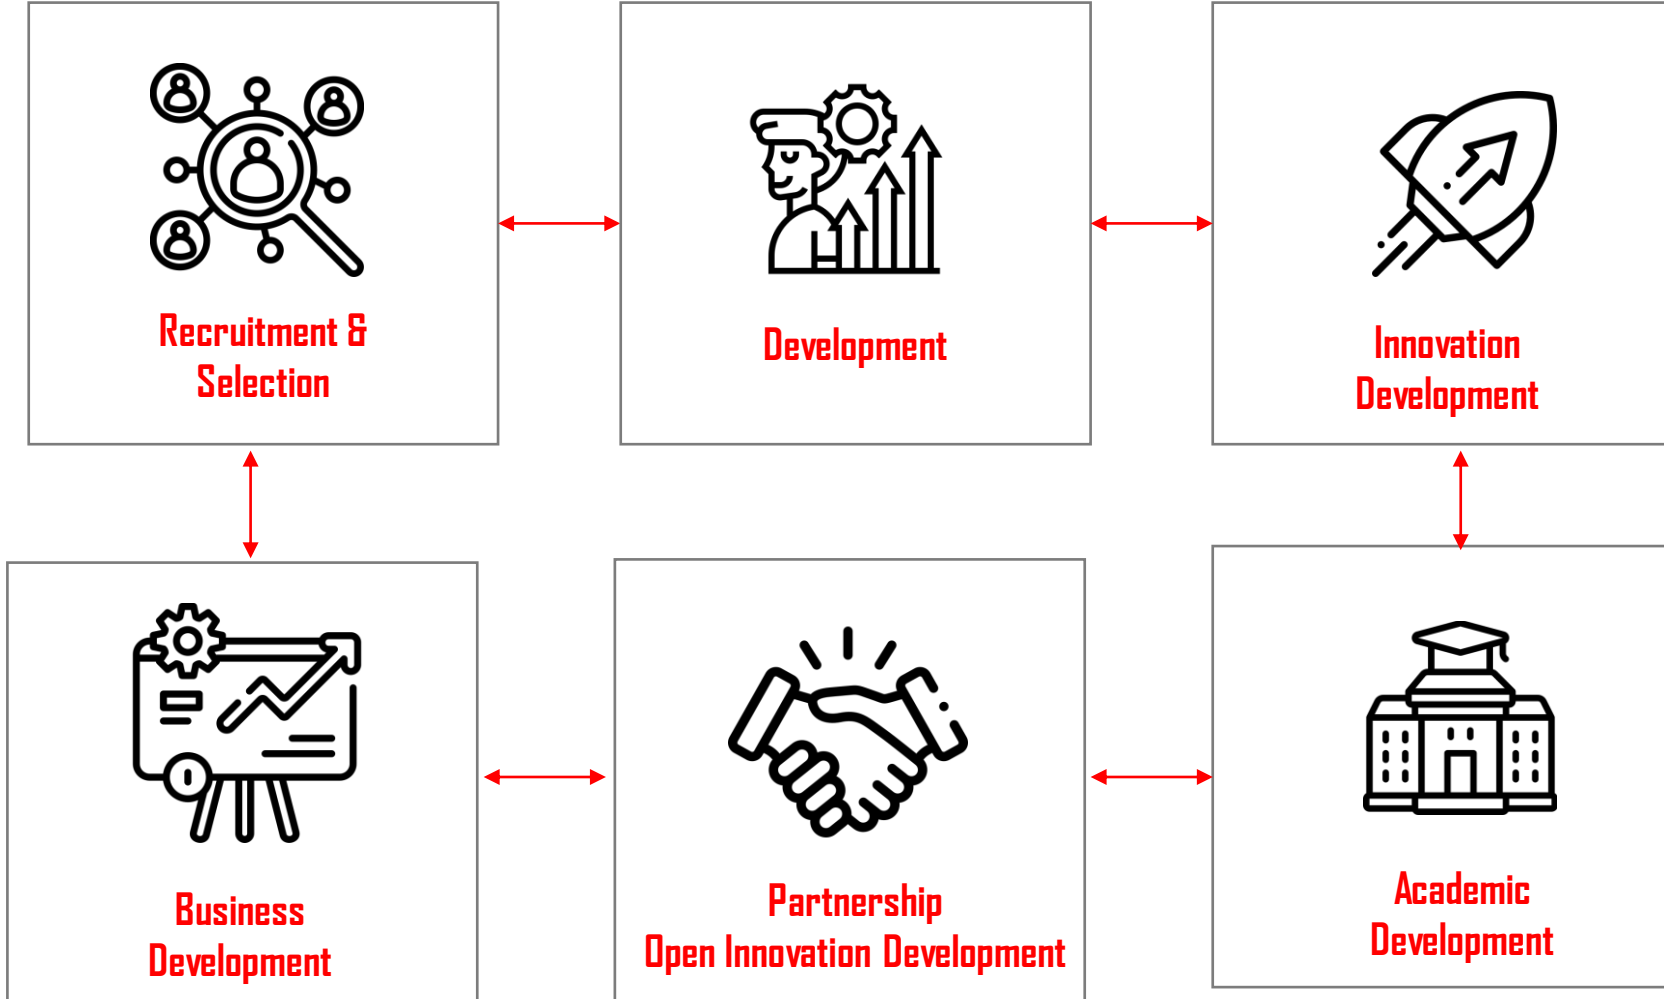 Recruitment &
Selection
Development
Innovation
Development
Business
Development
Partnership
Open Innovation Development
Academic
Development